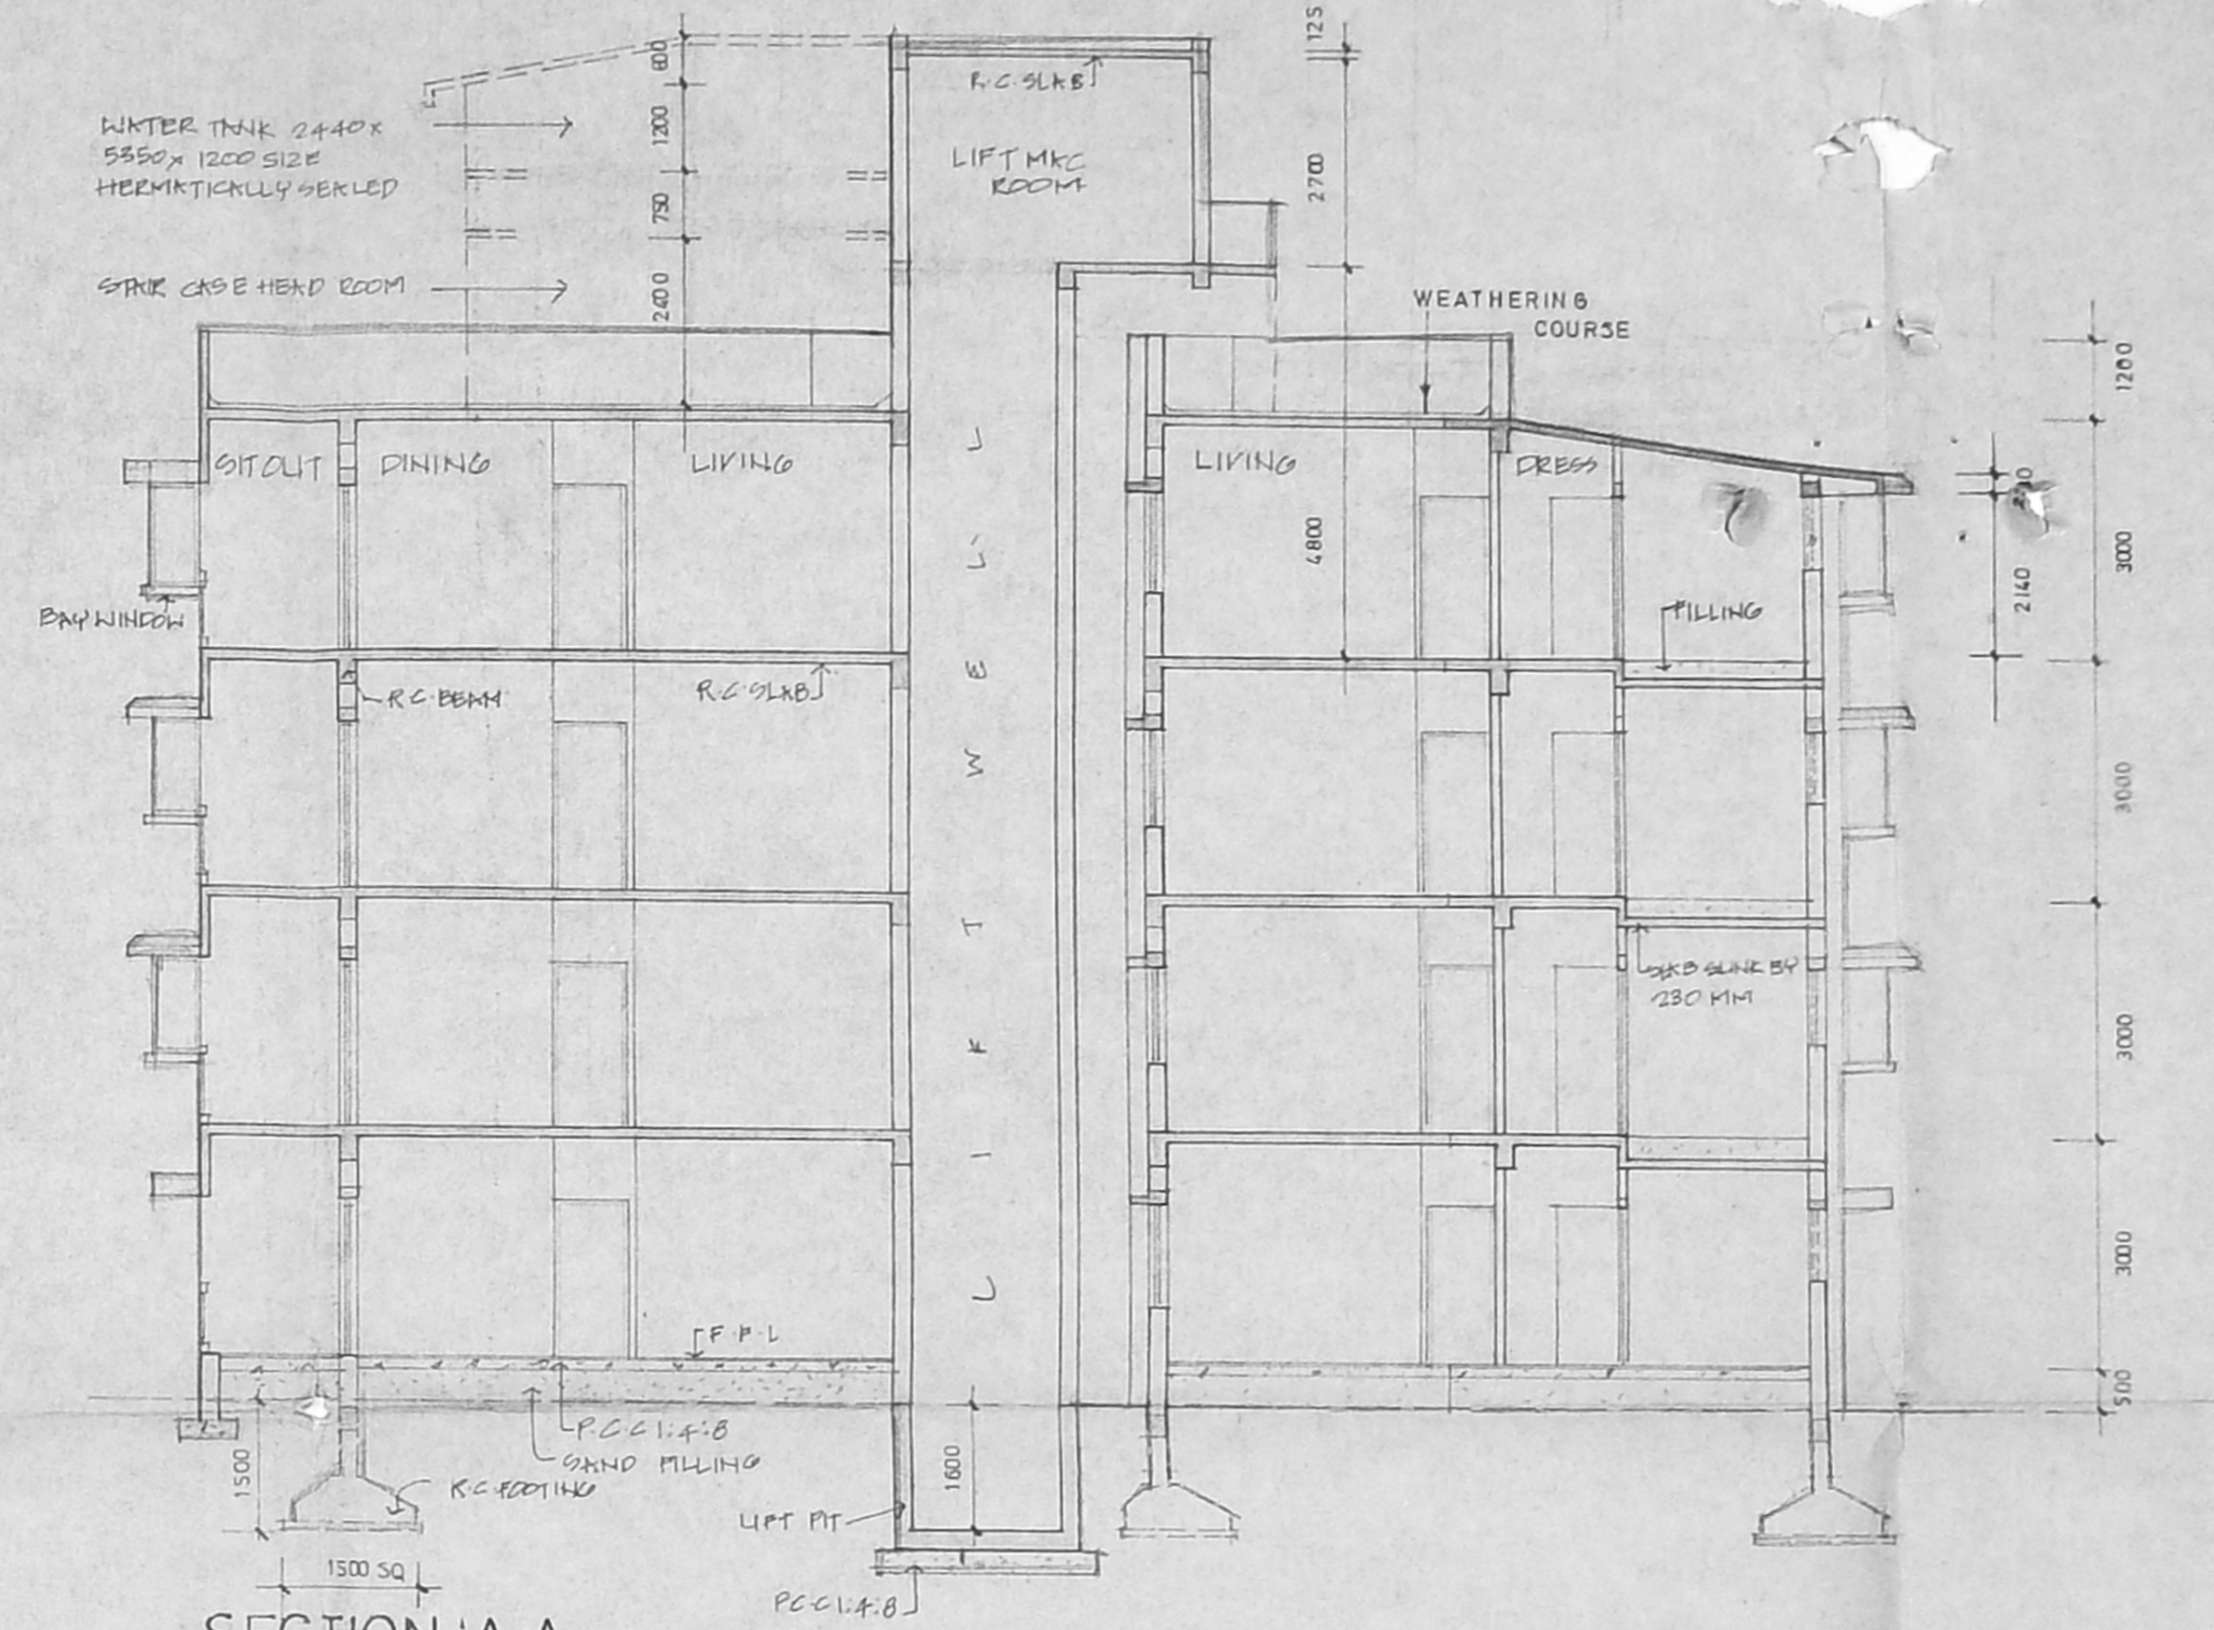 125
600
R.C.SLAB
WATER TANK 2440x
5350x 1200 SIZE
HERMATICALLY SEALED
1200
LIFT M/C
ROOM
2700
750
STAIR CASE HEAD ROOM
2400
WEATHERING
COURSE
1200
SITOUT
DINING
LIVING
LIVING
DRESS
4800
3000
2140
BAY WINDOW
FILLING
R.C.BEAM
R.C.SLAB
3000
SLAB SUNK BY
230 MM
3000
LIFT WELL
3000
F.F.L
500
P.C.C 1:4:8
SAND FILLING
R.C.FOOTING
1500
1600
LIFT PIT
1500 SQ
P.C.C 1:4:8
SECTION 'A A